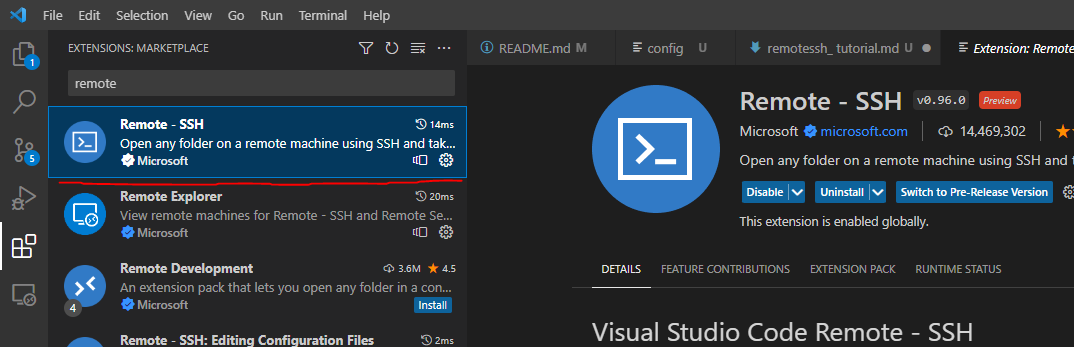 File Edit Selection View Go Run Terminal Help
EXTENSIONS: MARKETPLACE
remote
1
5
Remote - SSH 14ms
Open any folder on a remote machine using SSH and tak...
Microsoft
Remote Explorer 20ms
View remote machines for Remote - SSH and Remote Se...
Microsoft
Remote Development 3.6M 4.5
An extension pack that lets you open any folder in a con...
4
Microsoft Install
Remote - SSH: Editing Configuration Files 2ms
README.md M config U remotessh_ tutorial.md U Extension: Remote
Remote - SSH v0.96.0 Preview
Microsoft microsoft.com 14,469,302
Open any folder on a remote machine using SSH and t
Disable Uninstall Switch to Pre-Release Version
This extension is enabled globally.
DETAILS FEATURE CONTRIBUTIONS EXTENSION PACK RUNTIME STATUS
Visual Studio Code Remote - SSH